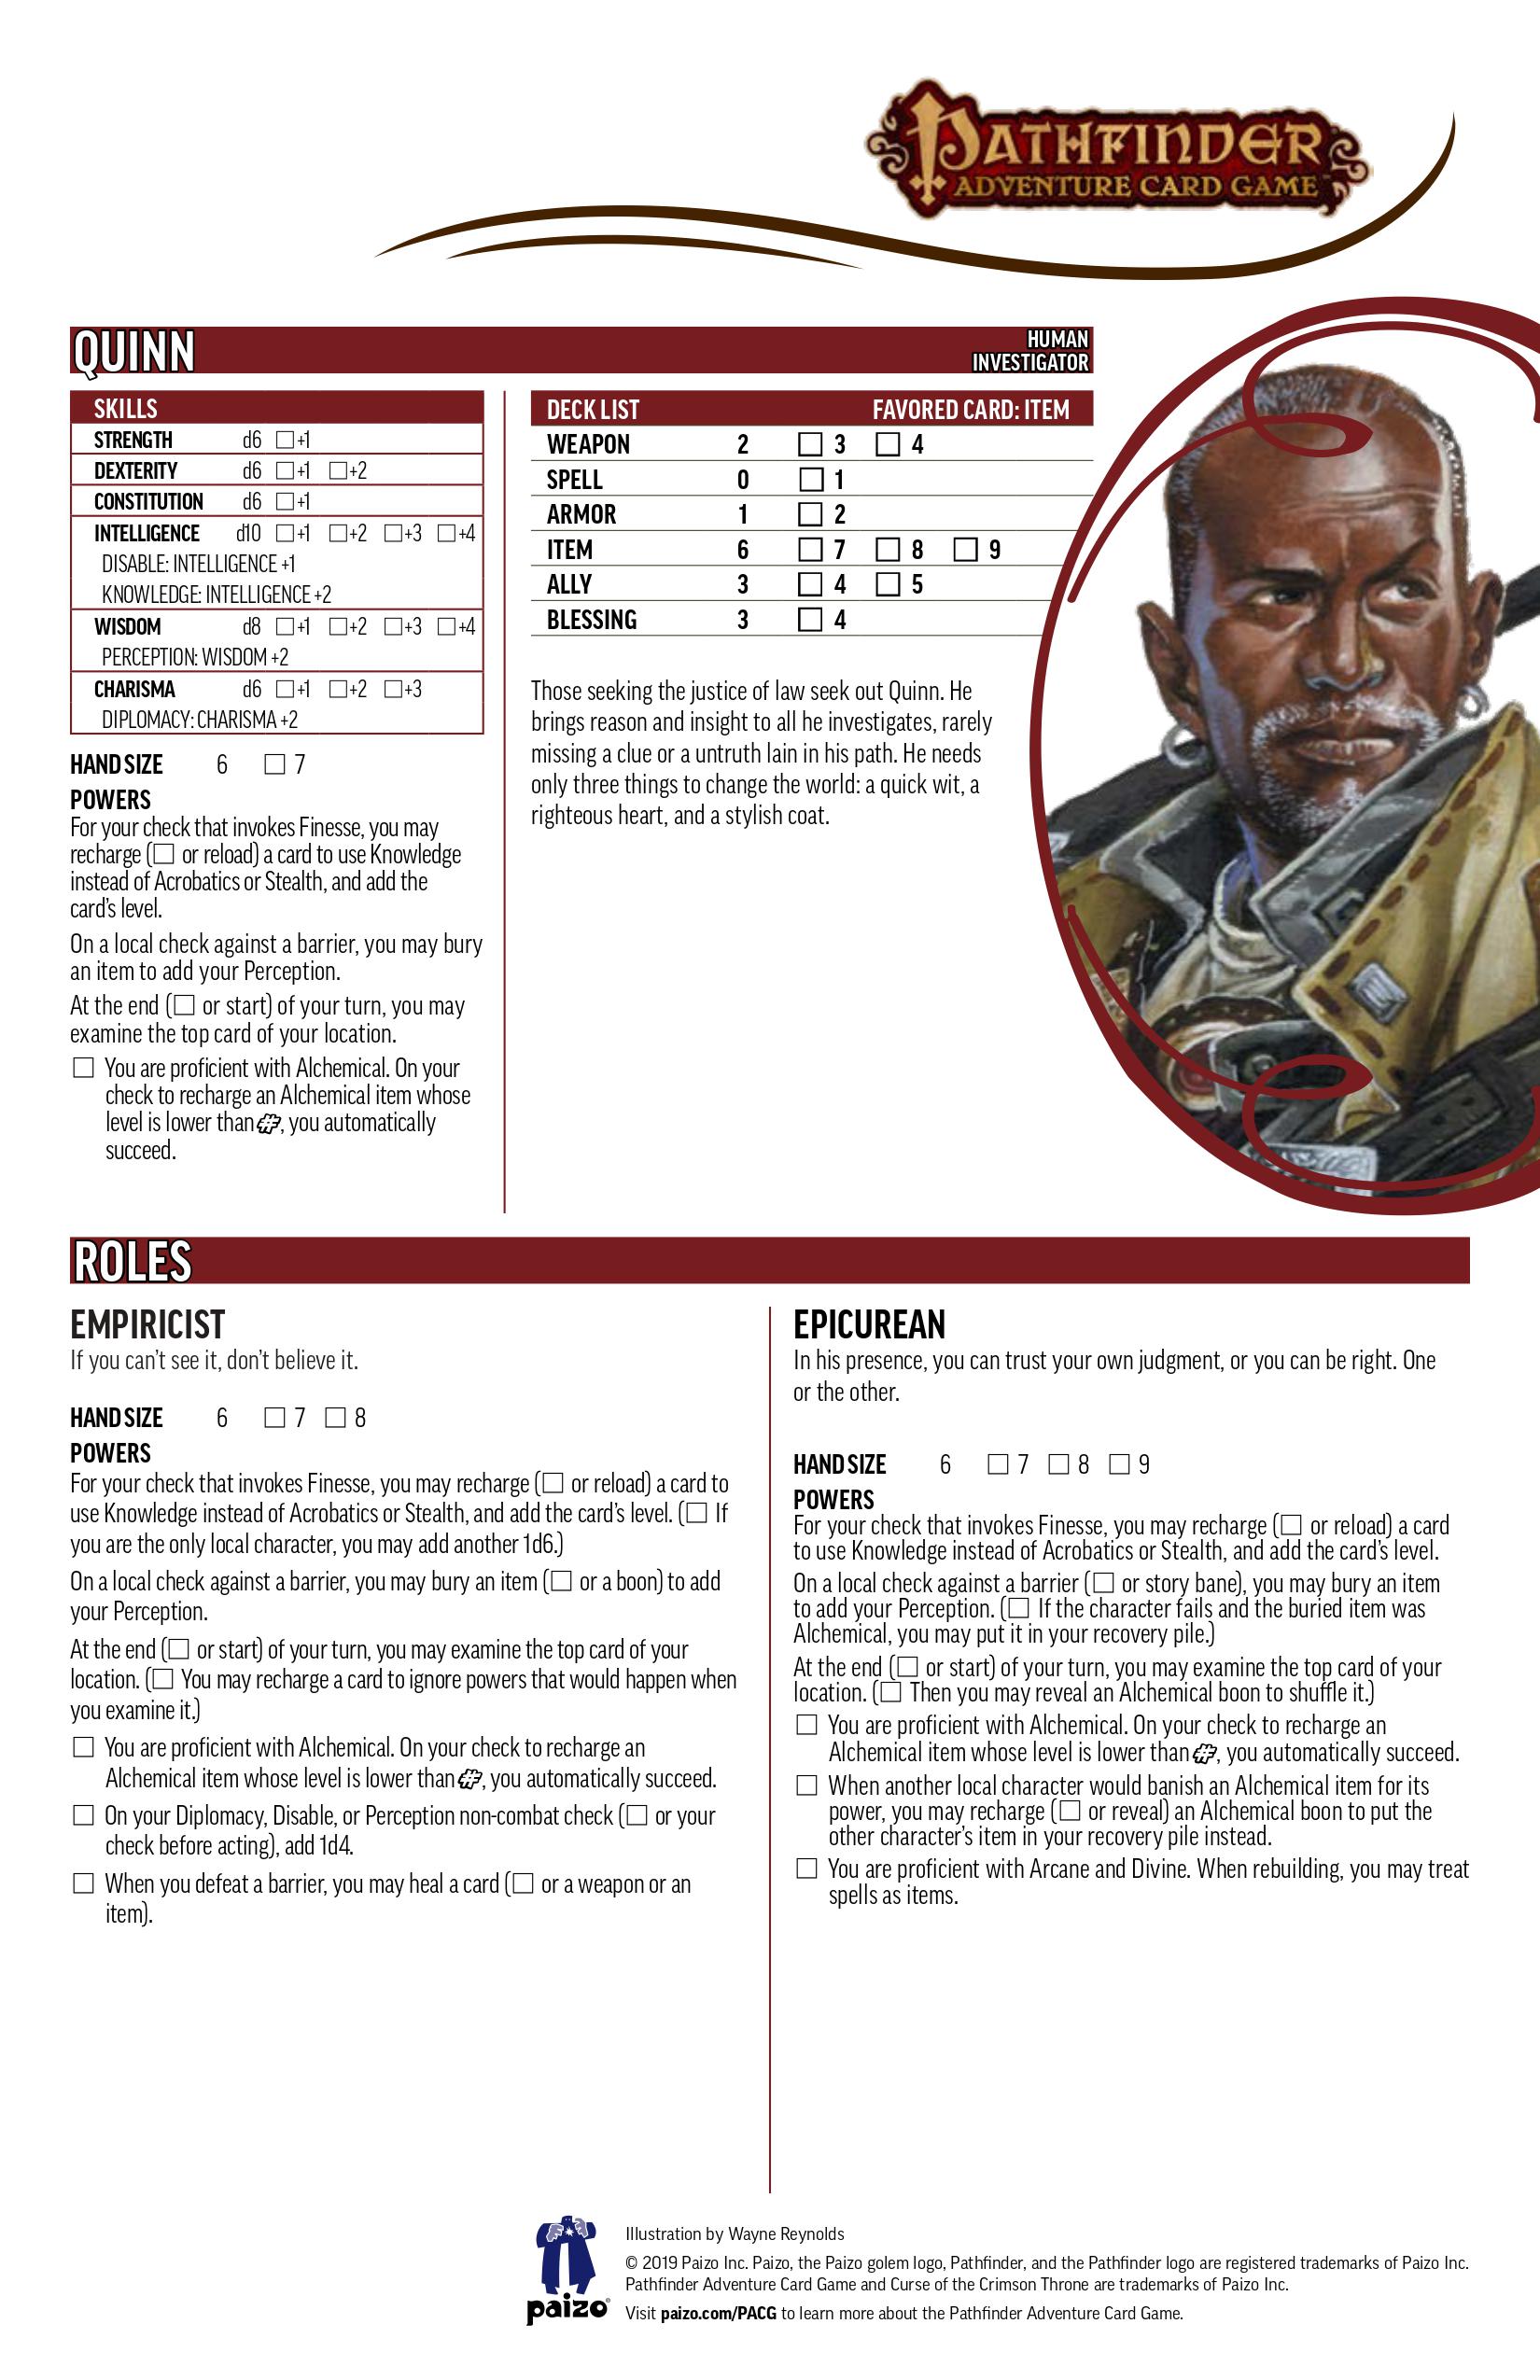 PATHFINDER
ADVENTURE CARD GAME
QUINN
HUMAN
INVESTIGATOR
SKILLS
STRENGTH d6 ☐+1
DEXTERITY d6 ☐+1 ☐+2
CONSTITUTION d6 ☐+1
INTELLIGENCE d10 ☐+1 ☐+2 ☐+3 ☐+4
DISABLE: INTELLIGENCE +1
KNOWLEDGE: INTELLIGENCE +2
WISDOM d8 ☐+1 ☐+2 ☐+3 ☐+4
PERCEPTION: WISDOM +2
CHARISMA d6 ☐+1 ☐+2 ☐+3
DIPLOMACY: CHARISMA +2
HAND SIZE 6 ☐ 7
POWERS
For your check that invokes Finesse, you may
recharge (☐ or reload) a card to use Knowledge
instead of Acrobatics or Stealth, and add the
card's level.
On a local check against a barrier, you may bury
an item to add your Perception.
At the end (☐ or start) of your turn, you may
examine the top card of your location.
☐ You are proficient with Alchemical. On your
check to recharge an Alchemical item whose
level is lower than #, you automatically
succeed.
DECK LIST FAVORED CARD: ITEM
WEAPON 2 ☐ 3 ☐ 4
SPELL 0 ☐ 1
ARMOR 1 ☐ 2
ITEM 6 ☐ 7 ☐ 8 ☐ 9
ALLY 3 ☐ 4 ☐ 5
BLESSING 3 ☐ 4
Those seeking the justice of law seek out Quinn. He
brings reason and insight to all he investigates, rarely
missing a clue or a untruth lain in his path. He needs
only three things to change the world: a quick wit, a
righteous heart, and a stylish coat.
ROLES
EMPIRICIST
If you can't see it, don't believe it.
HAND SIZE 6 ☐ 7 ☐ 8
POWERS
For your check that invokes Finesse, you may recharge (☐ or reload) a card to
use Knowledge instead of Acrobatics or Stealth, and add the card's level. (☐ If
you are the only local character, you may add another 1d6.)
On a local check against a barrier, you may bury an item (☐ or a boon) to add
your Perception.
At the end (☐ or start) of your turn, you may examine the top card of your
location. (☐ You may recharge a card to ignore powers that would happen when
you examine it.)
☐ You are proficient with Alchemical. On your check to recharge an
Alchemical item whose level is lower than #, you automatically succeed.
☐ On your Diplomacy, Disable, or Perception non-combat check (☐ or your
check before acting), add 1d4.
☐ When you defeat a barrier, you may heal a card (☐ or a weapon or an
item).
EPICUREAN
In his presence, you can trust your own judgment, or you can be right. One
or the other.
HAND SIZE 6 ☐ 7 ☐ 8 ☐ 9
POWERS
For your check that invokes Finesse, you may recharge (☐ or reload) a card
to use Knowledge instead of Acrobatics or Stealth, and add the card's level.
On a local check against a barrier (☐ or story bane), you may bury an item
to add your Perception. (☐ If the character fails and the buried item was
Alchemical, you may put it in your recovery pile.)
At the end (☐ or start) of your turn, you may examine the top card of your
location. (☐ Then you may reveal an Alchemical boon to shuffle it.)
☐ You are proficient with Alchemical. On your check to recharge an
Alchemical item whose level is lower than #, you automatically succeed.
☐ When another local character would banish an Alchemical item for its
power, you may recharge (☐ or reveal) an Alchemical boon to put the
other character's item in your recovery pile instead.
☐ You are proficient with Arcane and Divine. When rebuilding, you may treat
spells as items.
paizo®
Illustration by Wayne Reynolds
© 2019 Paizo Inc. Paizo, the Paizo golem logo, Pathfinder, and the Pathfinder logo are registered trademarks of Paizo Inc.
Pathfinder Adventure Card Game and Curse of the Crimson Throne are trademarks of Paizo Inc.
Visit paizo.com/PACG to learn more about the Pathfinder Adventure Card Game.